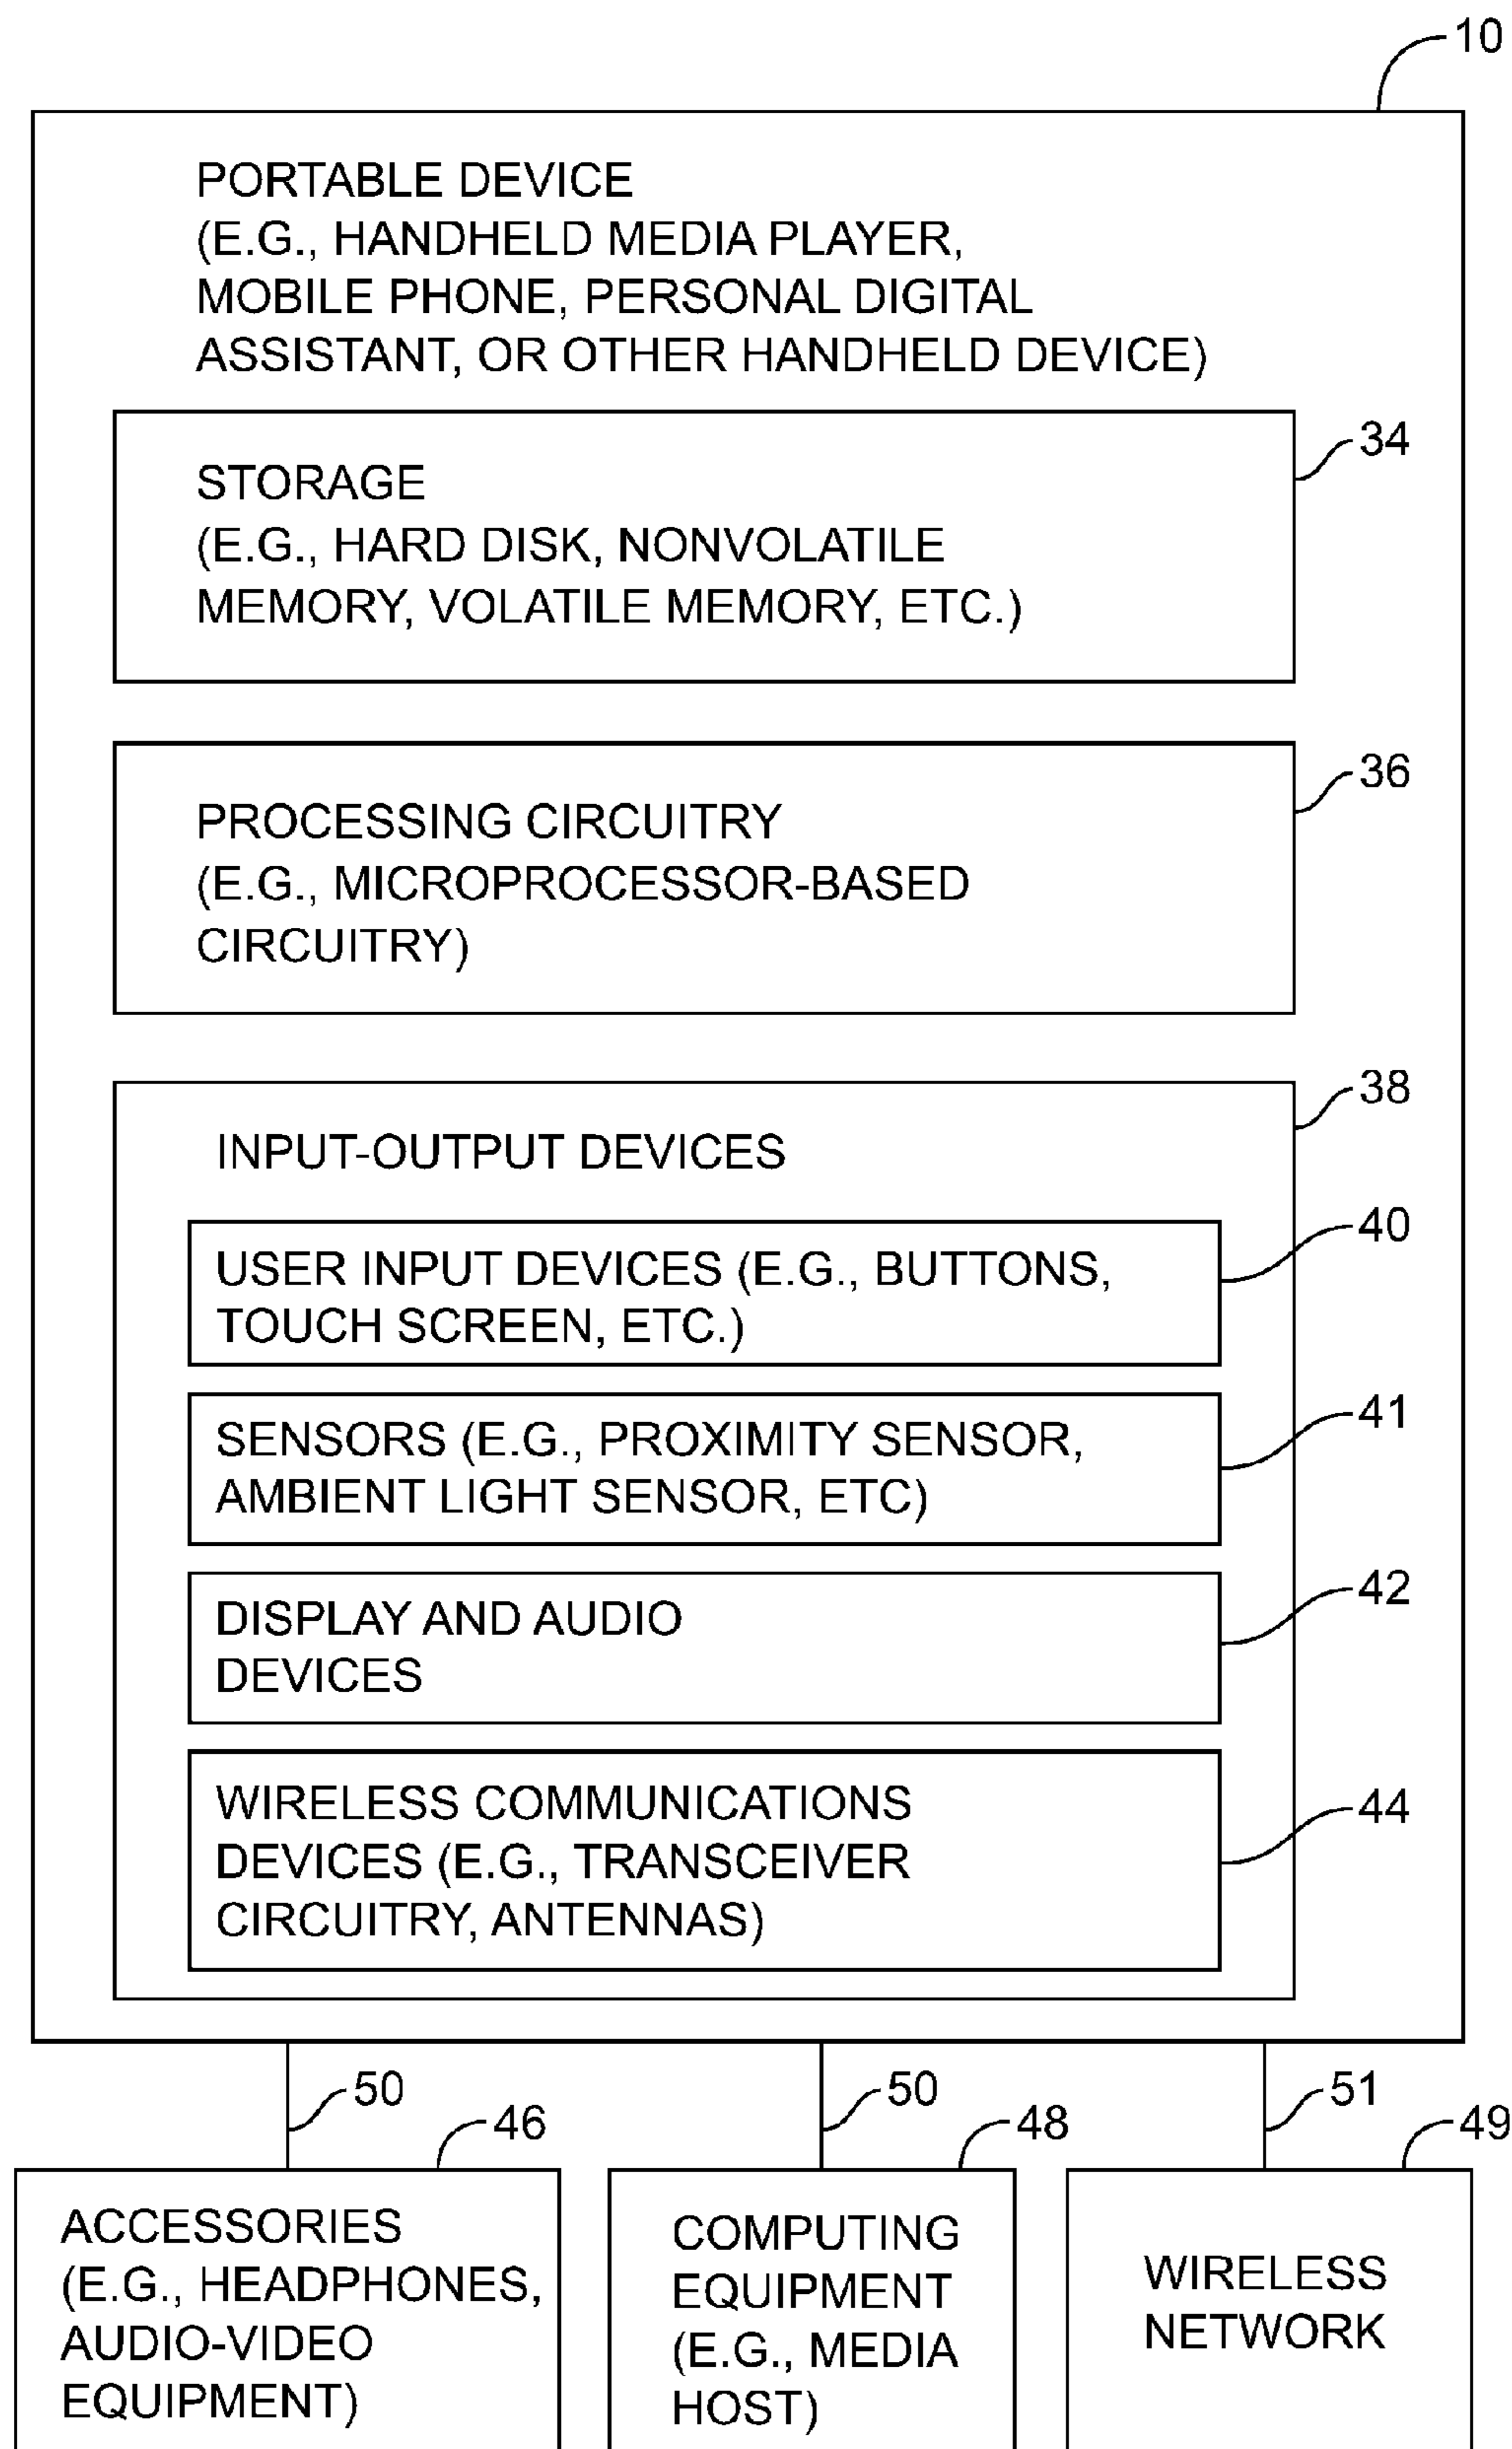 10
PORTABLE DEVICE
(E.G., HANDHELD MEDIA PLAYER,
MOBILE PHONE, PERSONAL DIGITAL
ASSISTANT, OR OTHER HANDHELD DEVICE)
34
STORAGE
(E.G., HARD DISK, NONVOLATILE
MEMORY, VOLATILE MEMORY, ETC.)
36
PROCESSING CIRCUITRY
(E.G., MICROPROCESSOR-BASED
CIRCUITRY)
38
INPUT-OUTPUT DEVICES
40
USER INPUT DEVICES (E.G., BUTTONS,
TOUCH SCREEN, ETC.)
41
SENSORS (E.G., PROXIMITY SENSOR,
AMBIENT LIGHT SENSOR, ETC)
42
DISPLAY AND AUDIO
DEVICES
44
WIRELESS COMMUNICATIONS
DEVICES (E.G., TRANSCEIVER
CIRCUITRY, ANTENNAS)
50
50
51
46
48
49
ACCESSORIES
(E.G., HEADPHONES,
AUDIO-VIDEO
EQUIPMENT)
COMPUTING
EQUIPMENT
(E.G., MEDIA
HOST)
WIRELESS
NETWORK